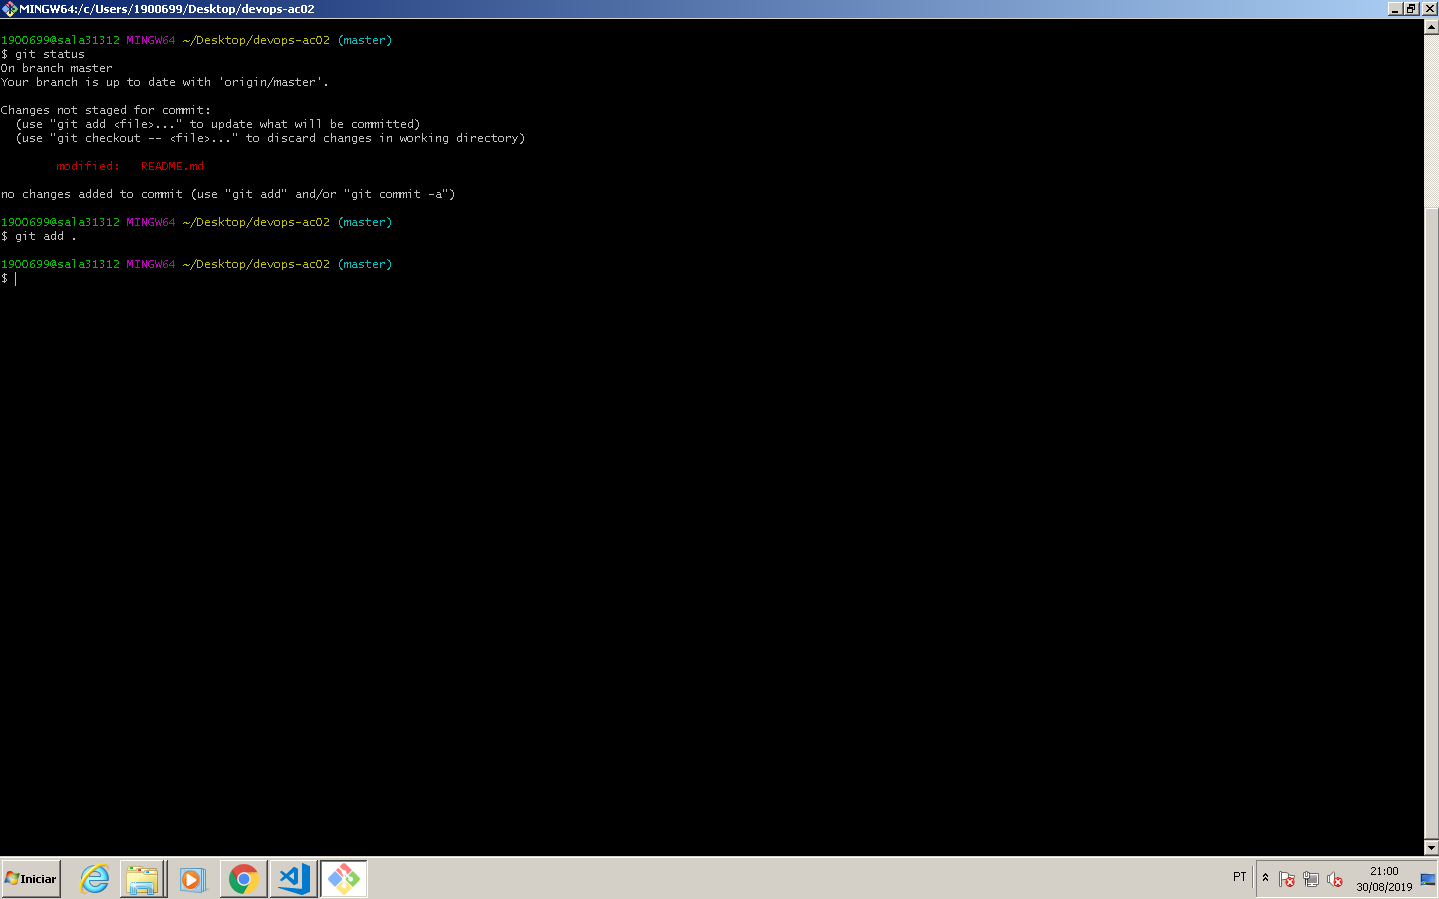 MINGW64:/c/Users/1900699/Desktop/devops-ac02
1900699@sala31312 MINGW64 ~/Desktop/devops-ac02 (master)
$ git status
On branch master
Your branch is up to date with 'origin/master'.
Changes not staged for commit:
(use "git add <file>..." to update what will be committed)
(use "git checkout -- <file>..." to discard changes in working directory)
modified:   README.md
no changes added to commit (use "git add" and/or "git commit -a")
1900699@sala31312 MINGW64 ~/Desktop/devops-ac02 (master)
$ git add .
1900699@sala31312 MINGW64 ~/Desktop/devops-ac02 (master)
$
Iniciar
PT
21:00
30/08/2019